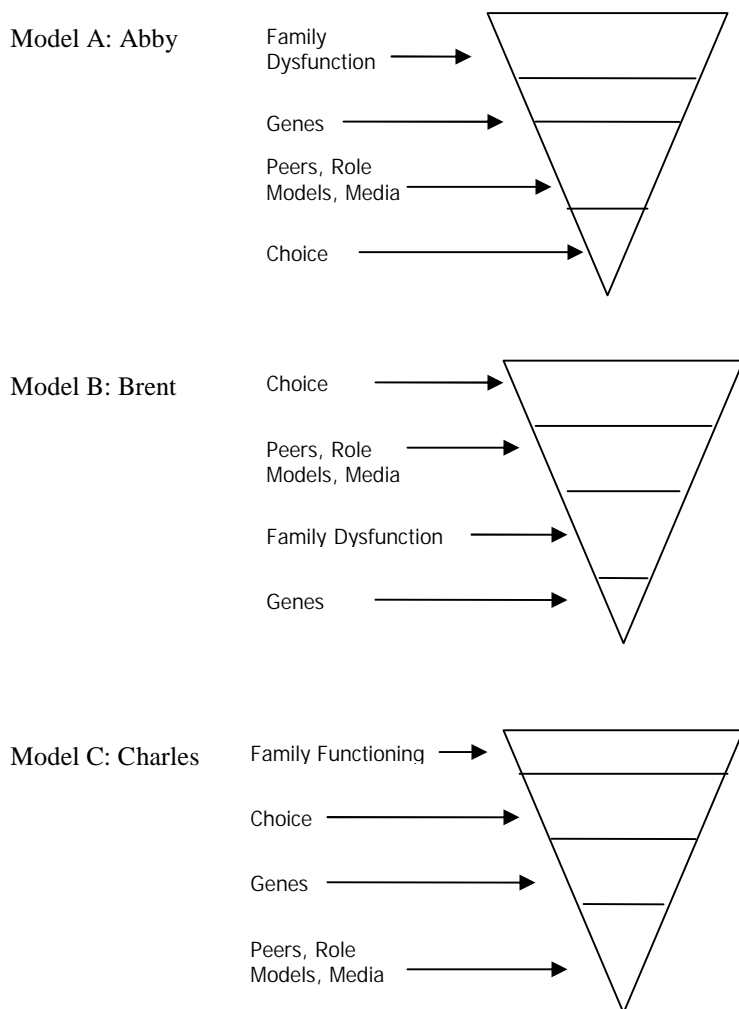 Model A: Abby
Family
Dysfunction
Genes
Peers, Role
Models, Media
Choice
Model B: Brent
Choice
Peers, Role
Models, Media
Family Dysfunction
Genes
Model C: Charles
Family Functioning
Choice
Genes
Peers, Role
Models, Media